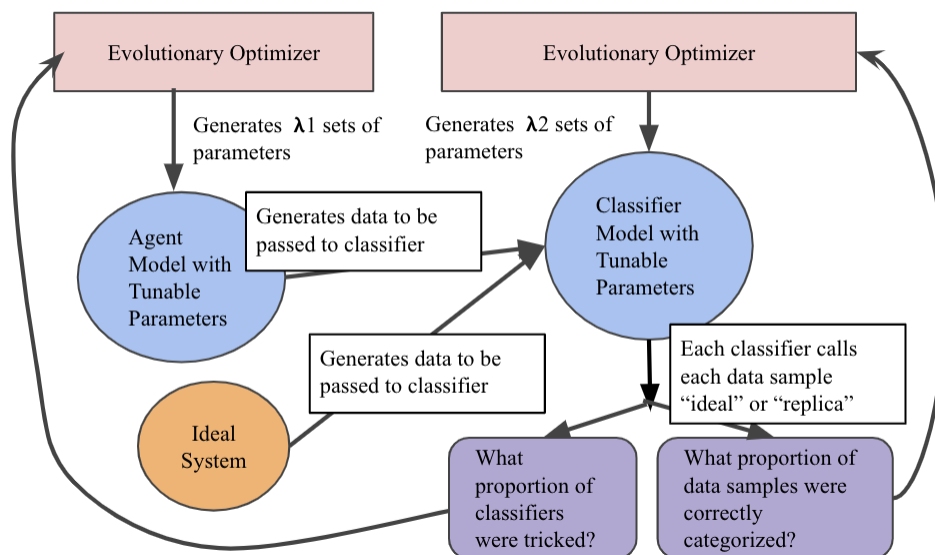 Evolutionary Optimizer
Evolutionary Optimizer
Generates λ1 sets of
parameters
Generates λ2 sets of
parameters
Agent
Model with
Tunable
Parameters
Generates data to be
passed to classifier
Classifier
Model with
Tunable
Parameters
Generates data to be
passed to classifier
Ideal
System
Each classifier calls
each data sample
“ideal” or “replica”
What
proportion of
classifiers
were tricked?
What proportion of
data samples were
correctly
categorized?